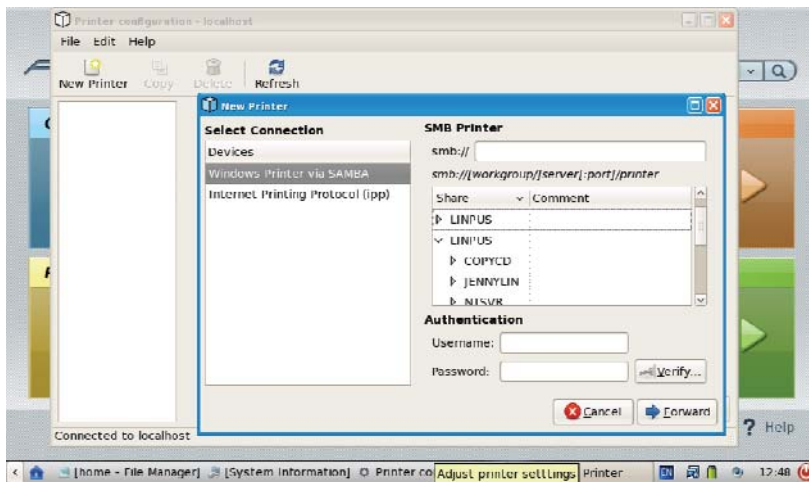 Printer configuration - localhost
File Edit Help
New Printer Copy Delete Refresh
New Printer
Select Connection
Devices
Windows Printer via SAMBA
Internet Printing Protocol (ipp)
SMB Printer
smb://
smb://[workgroup/]server[:port]/printer
Share Comment
LINPUS
LINPUS
COPYCD
JENNYLIN
NTSVR
Authentication
Username:
Password:
Verify...
Cancel Forward
Connected to localhost
Help
[home - File Manager] [System Information] Printer co Adjust printer setttings Printer EN 12:48